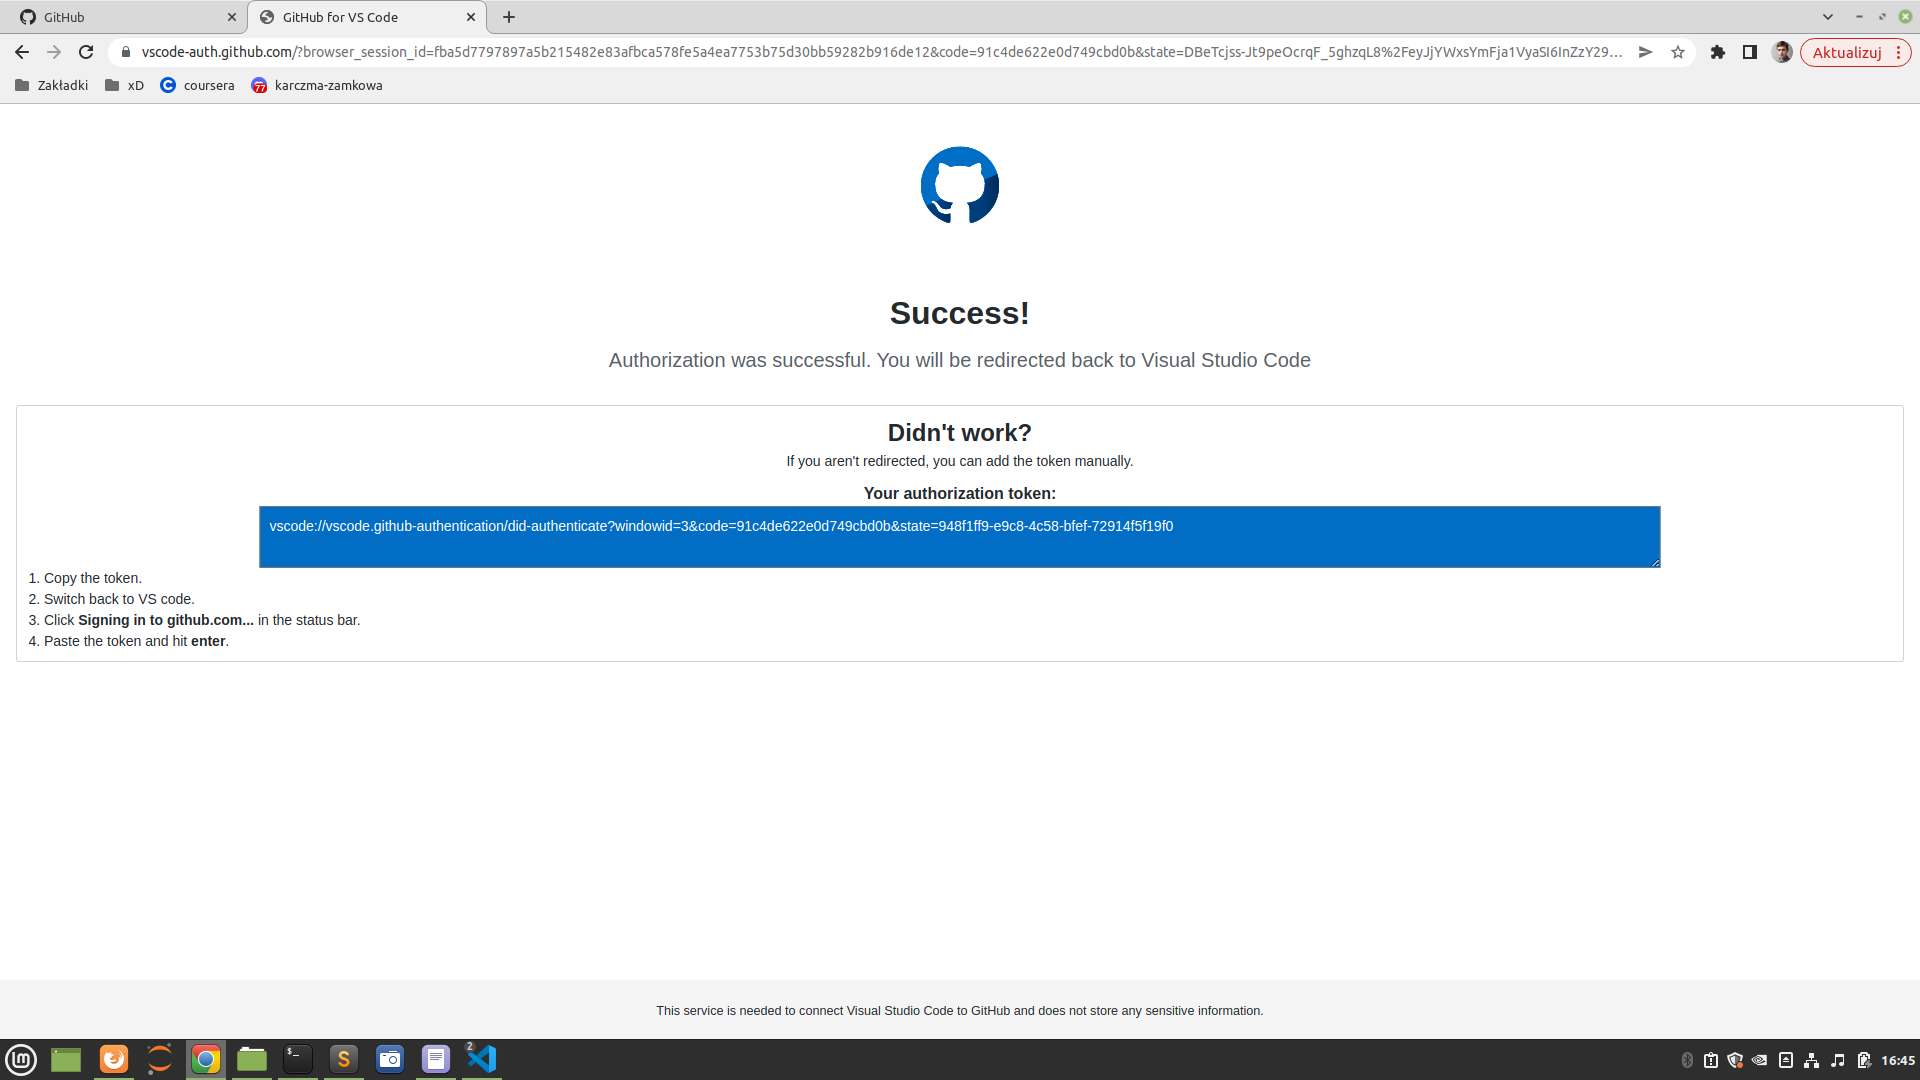 GitHub
GitHub for VS Code
vscode-auth.github.com/?browser_session_id=fba5d7797897a5b215482e83afbca578fe5a4ea7753b75d30bb59282b916de12&code=91c4de622e0d749cbd0b&state=DBeTcjss-Jt9peOcrqF_5ghzqL8%2FeyJjYWxsYmFja1VyaSI6InZzY29...
Aktualizuj
Zakładki
xD
coursera
karczma-zamkowa
Success!
Authorization was successful. You will be redirected back to Visual Studio Code
Didn't work?
If you aren't redirected, you can add the token manually.
Your authorization token:
vscode://vscode.github-authentication/did-authenticate?windowid=3&code=91c4de622e0d749cbd0b&state=948f1ff9-e9c8-4c58-bfef-72914f5f19f0
1. Copy the token.
2. Switch back to VS code.
3. Click Signing in to github.com... in the status bar.
4. Paste the token and hit enter.
This service is needed to connect Visual Studio Code to GitHub and does not store any sensitive information.
2
16:45